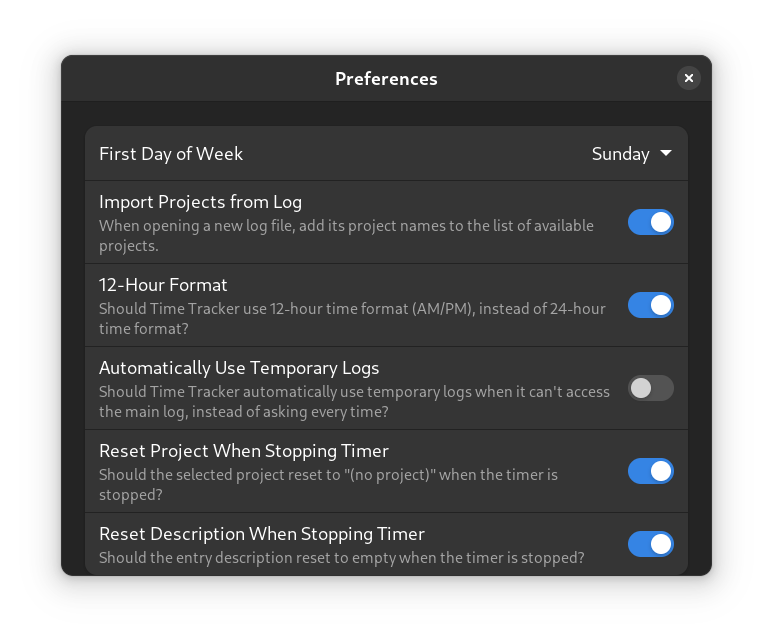 Preferences
First Day of Week
Sunday
Import Projects from Log
When opening a new log file, add its project names to the list of available
projects.
12-Hour Format
Should Time Tracker use 12-hour time format (AM/PM), instead of 24-hour
time format?
Automatically Use Temporary Logs
Should Time Tracker automatically use temporary logs when it can't access
the main log, instead of asking every time?
Reset Project When Stopping Timer
Should the selected project reset to "(no project)" when the timer is
stopped?
Reset Description When Stopping Timer
Should the entry description reset to empty when the timer is stopped?